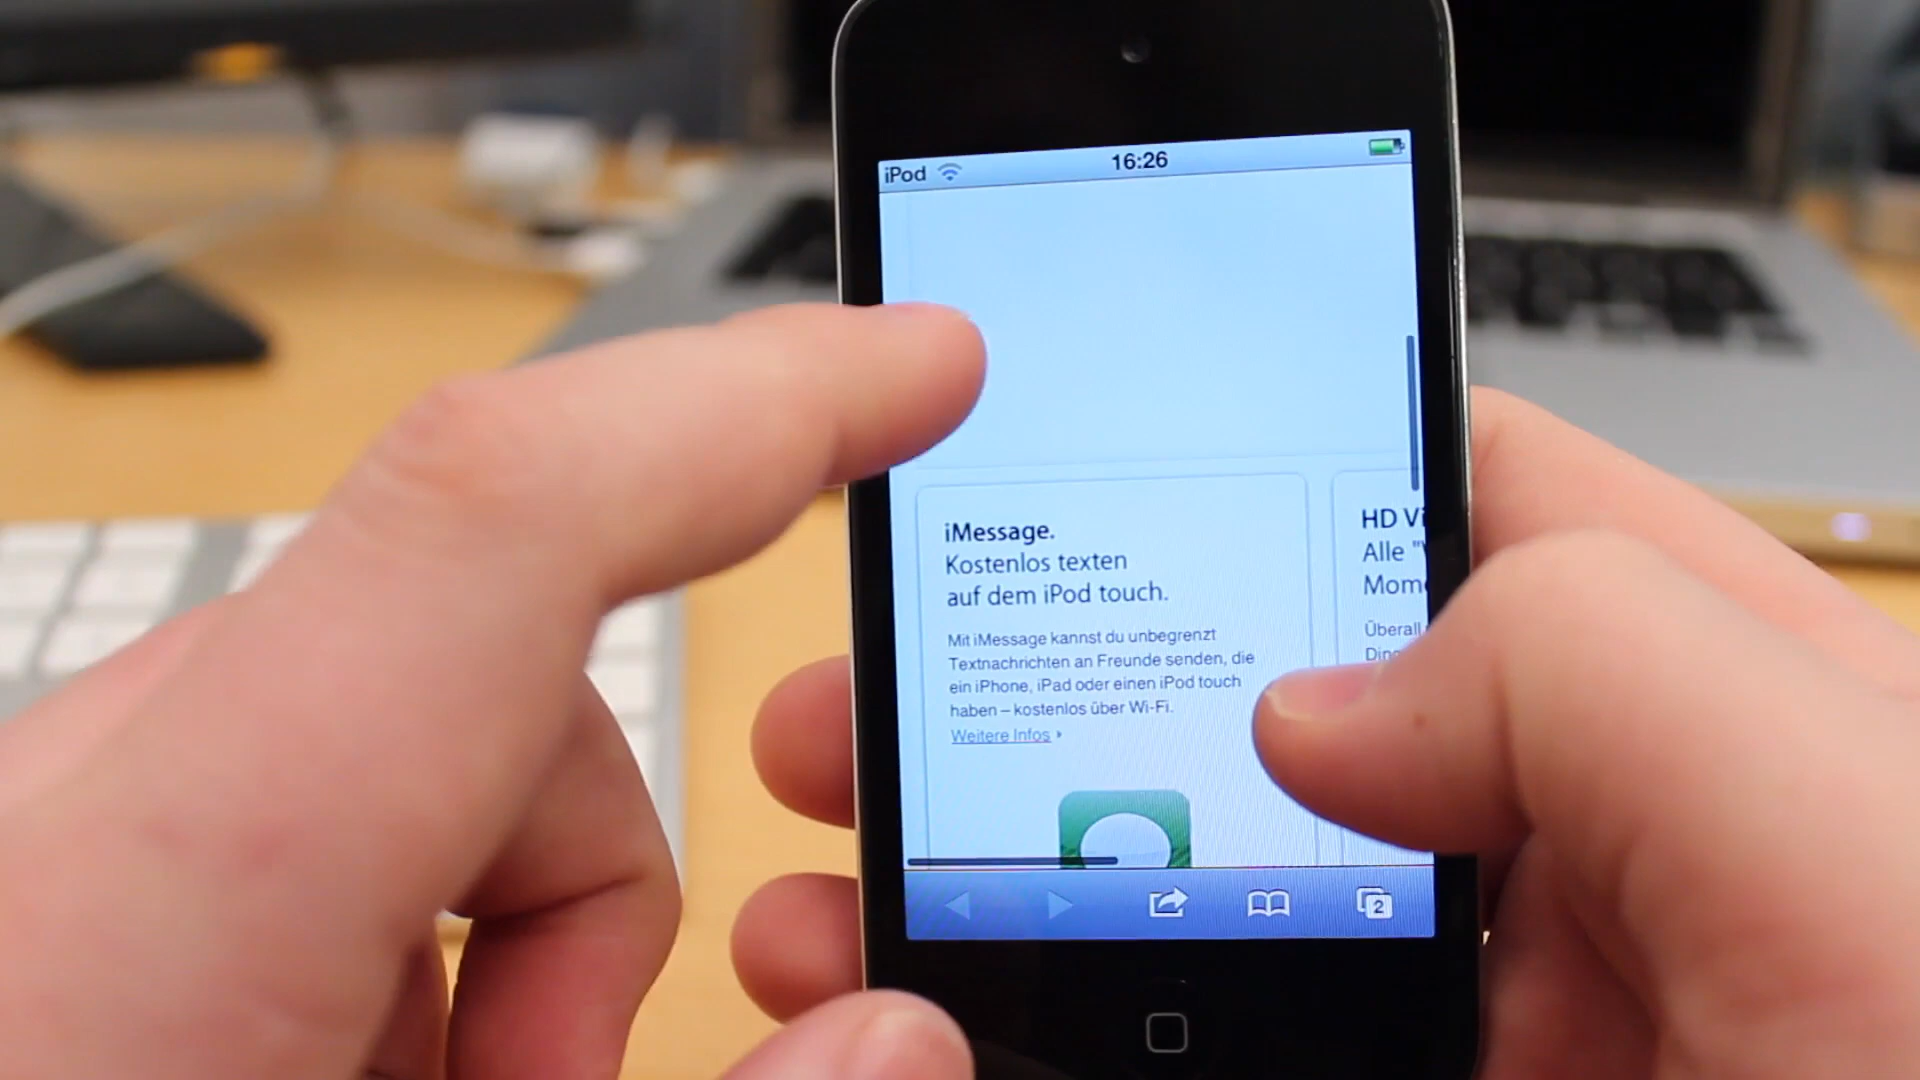 iPod 16:26
iMessage.
Kostenlos texten
auf dem iPod touch.
Mit iMessage kannst du unbegrenzt
Textnachrichten an Freunde senden, die
ein iPhone, iPad oder einen iPod touch
haben – kostenlos über Wi-Fi.
Weitere Infos
HD
Alle
Überall
2